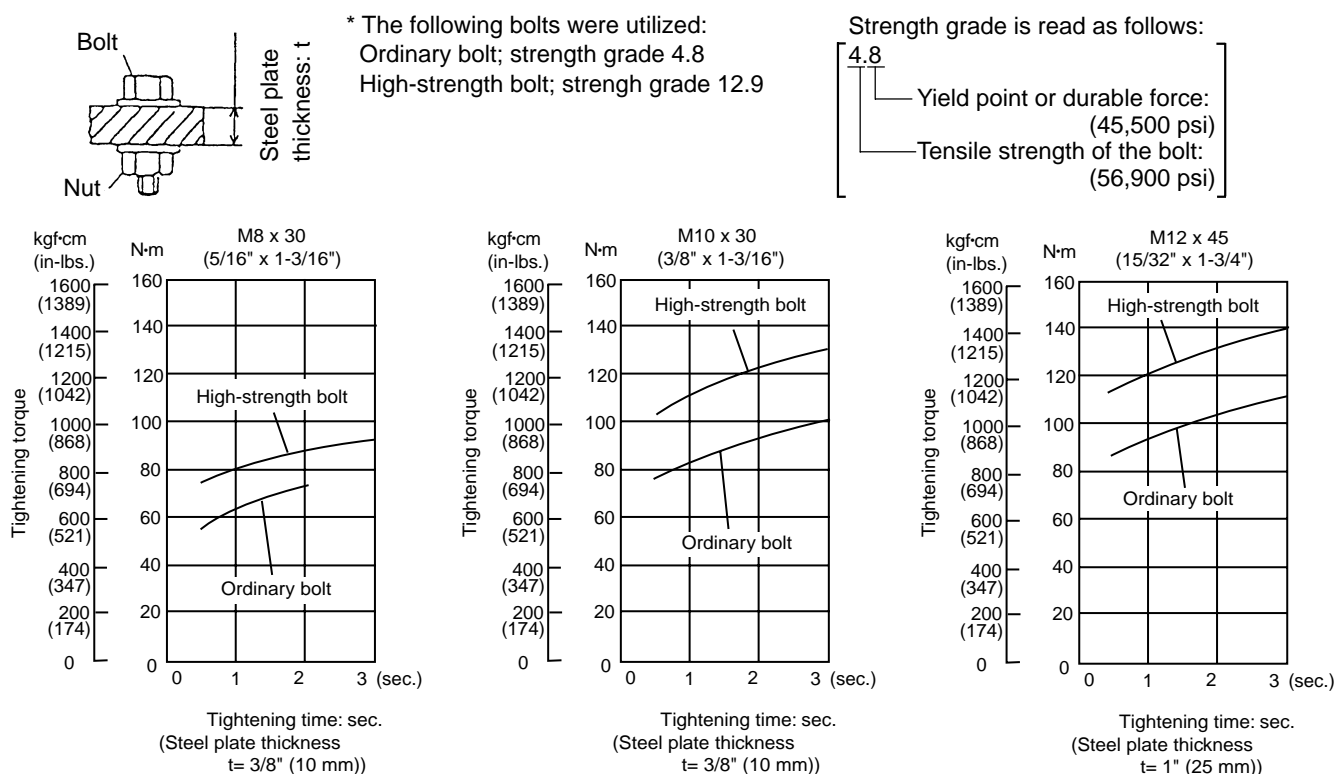 Bolt
Nut
Steel plate
thickness: t
* The following bolts were utilized:
Ordinary bolt; strength grade 4.8
High-strength bolt; strengh grade 12.9
Strength grade is read as follows:
4.8
Yield point or durable force:
(45,500 psi)
Tensile strength of the bolt:
(56,900 psi)
kgf•cm
(in-lbs.)
N•m
M8 x 30
(5/16" x 1-3/16")
Tightening torque
1600
(1389)
1400
(1215)
1200
(1042)
1000
(868)
800
(694)
600
(521)
400
(347)
200
(174)
0
160
140
120
100
80
60
40
20
0
High-strength bolt
Ordinary bolt
0 1 2 3 (sec.)
Tightening time: sec.
(Steel plate thickness
t= 3/8" (10 mm))
kgf•cm
(in-lbs.)
N•m
M10 x 30
(3/8" x 1-3/16")
Tightening torque
1600
(1389)
1400
(1215)
1200
(1042)
1000
(868)
800
(694)
600
(521)
400
(347)
200
(174)
0
160
140
120
100
80
60
40
20
0
High-strength bolt
Ordinary bolt
0 1 2 3 (sec.)
Tightening time: sec.
(Steel plate thickness
t= 3/8" (10 mm))
kgf•cm
(in-lbs.)
N•m
M12 x 45
(15/32" x 1-3/4")
Tightening torque
1600
(1389)
1400
(1215)
1200
(1042)
1000
(868)
800
(694)
600
(521)
400
(347)
200
(174)
0
160
140
120
100
80
60
40
20
0
High-strength bolt
Ordinary bolt
0 1 2 3 (sec.)
Tightening time: sec.
(Steel plate thickness
t= 1" (25 mm))